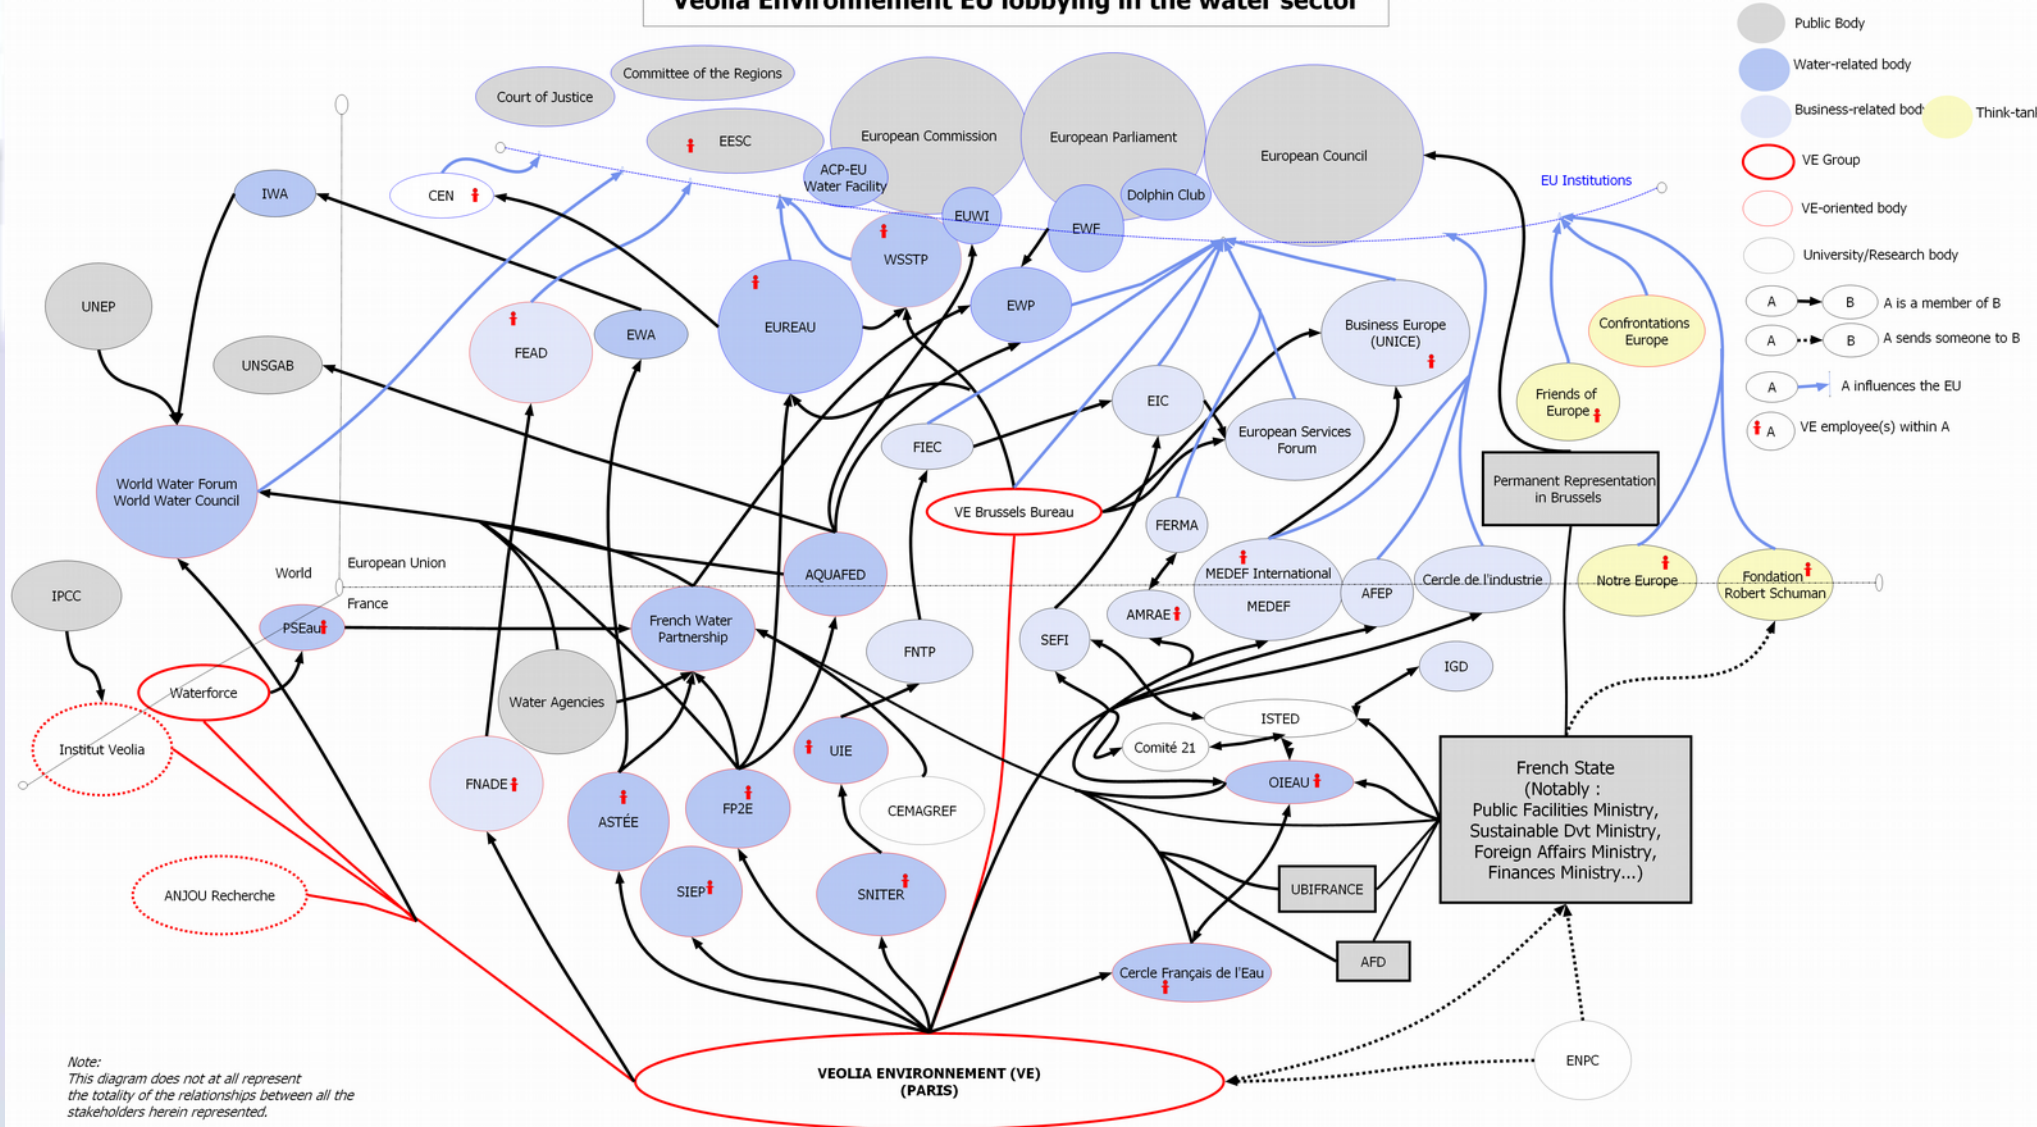 Veolia Environnement EU lobbying in the water sector
Public Body
Water-related body
Business-related bod
Think-tank
VE Group
VE-oriented body
University/Research body
A
B
A is a member of B
A
B
A sends someone to B
A
A influences the EU
A
VE employee(s) within A
Committee of the Regions
Court of Justice
EESC
European Commission
European Parliament
European Council
ACP-EU
Water Facility
Dolphin Club
EU Institutions
IWA
CEN
EUWI
EWF
WSSTP
UNEP
EWP
EUREAU
FEAD
EWA
UNSGAB
Business Europe
(UNICE)
Confrontations
Europe
Friends of
Europe
EIC
European Services
Forum
FIEC
World Water Forum
World Water Council
VE Brussels Bureau
Permanent Representation
in Brussels
FERMA
World
European Union
France
AQUAFED
MEDEF International
MEDEF
AFEP
Cercle de l'industrie
Notre Europe
Fondation
Robert Schuman
IPCC
PSEau
French Water
Partnership
AMRAE
SEFI
FNTP
IGD
Waterforce
Water Agencies
ISTED
Institut Veolia
UIE
Comité 21
FNADE
OIEAU
ASTÉE
FP2E
CEMAGREF
French State
(Notably :
Public Facilities Ministry,
Sustainable Dvt Ministry,
Foreign Affairs Ministry,
Finances Ministry...)
ANJOU Recherche
SIEP
SNITER
UBIFRANCE
AFD
Cercle Français de l'Eau
ENPC
VEOLIA ENVIRONNEMENT (VE)
(PARIS)
Note:
This diagram does not at all represent
the totality of the relationships between all the
stakeholders herein represented.